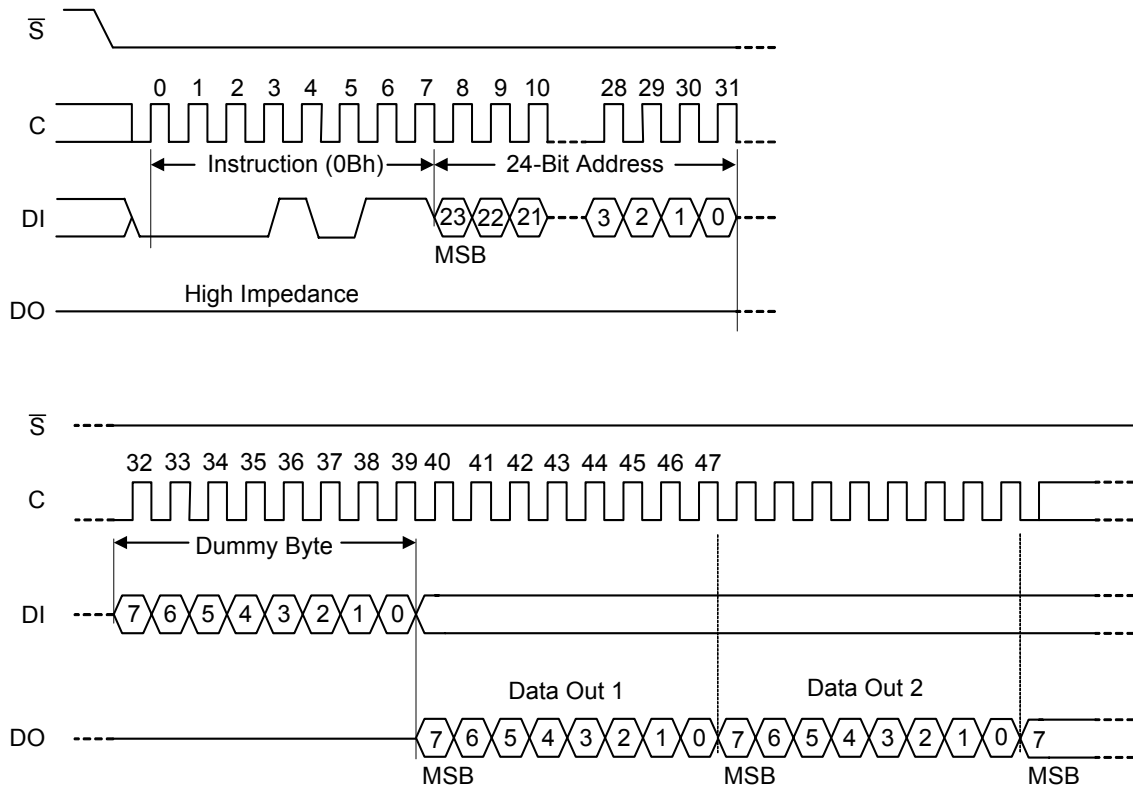 S̅
0 1 2 3 4 5 6 7 8 9 10 28 29 30 31
C
Instruction (0Bh) 24-Bit Address
DI 23 22 21 3 2 1 0
MSB
High Impedance
DO
S̅
32 33 34 35 36 37 38 39 40 41 42 43 44 45 46 47
C
Dummy Byte
DI 7 6 5 4 3 2 1 0
Data Out 1 Data Out 2
DO 7 6 5 4 3 2 1 0 7 6 5 4 3 2 1 0 7
MSB MSB MSB